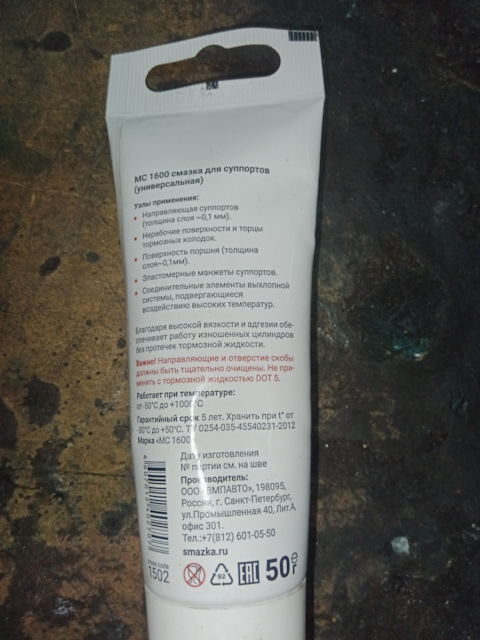 МС 1600 смазка для суппортов
(универсальная)
Узлы применения:
• Направляющая суппортов
(толщина слоя ~0,1 мм).
• Нерабочие поверхности и торцы
тормозных колодок.
• Поверхность поршня (толщина
слоя~0,1мм).
• Эластомерные манжеты суппортов.
• Соединительные элементы выхлопной
системы, подвергающиеся
воздействию высоких температур.
Благодаря высокой вязкости и адгезии обе-
спечивает работу изношенных цилиндров
без протечек тормозной жидкости.
Важно! Направляющие и отверстие скобы
должны быть тщательно очищены. Не при-
менять с тормозной жидкостью DOT 5.
Работает при температуре:
от-50°С до +1000°С
Гарантийный срок 5 лет. Хранить при t° от
-30°С до +50°С. ТУ 0254-035-45540231-2012
Марка «МС 1600»
Дата изготовления
№ партии см. на шве
Производитель:
ООО «ВМПАВТО», 198095,
Россия, г. Санкт-Петербург,
ул.Промышленная 40, Лит.А,
офис 301.
Тел.:+7(812) 601-05-50
smazka.ru
1502
92
EAC
50 г